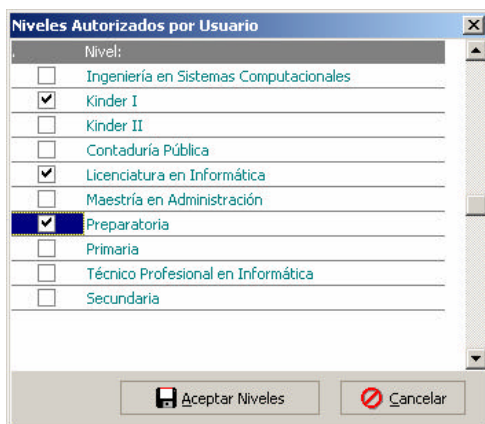 Niveles Autorizados por Usuario
Nivel:
Ingeniería en Sistemas Computacionales
Kinder I
Kinder II
Contaduría Pública
Licenciatura en Informática
Maestría en Administración
Preparatoria
Primaria
Técnico Profesional en Informática
Secundaria
Aceptar Niveles Cancelar